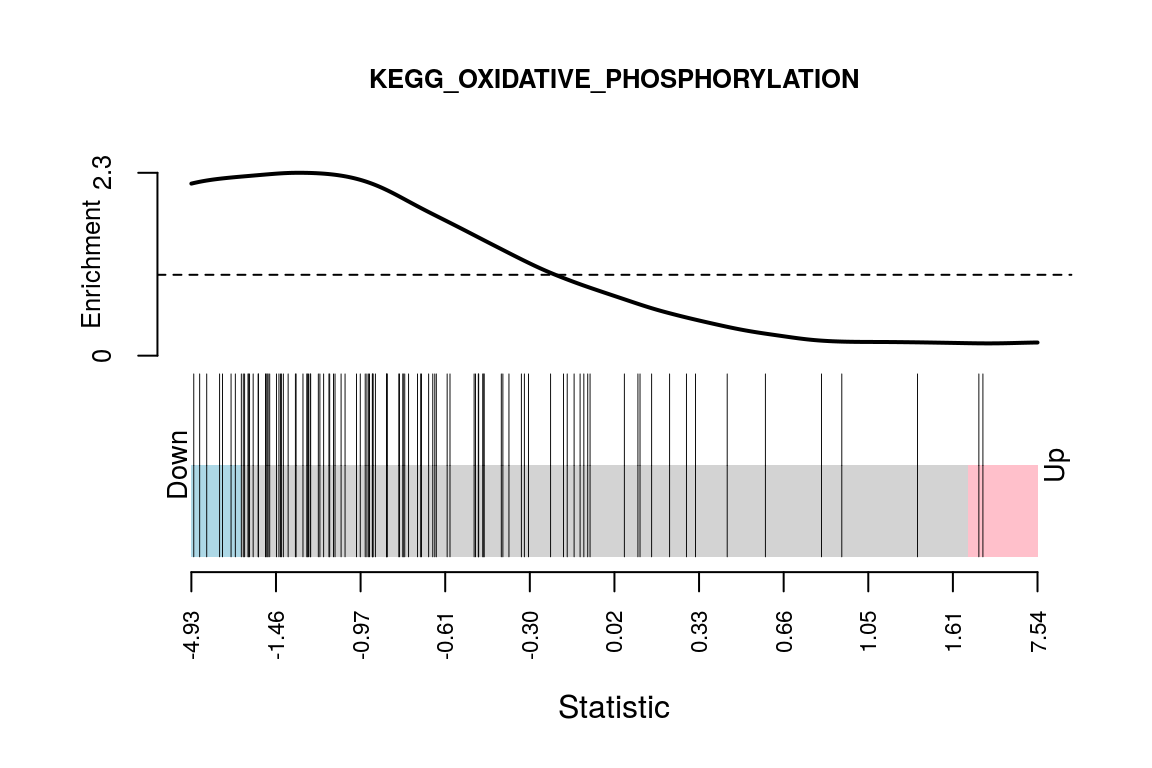 KEGG_OXIDATIVE_PHOSPHORYLATION
2.3
Enrichment
0
Down
Up
-4.93 -1.46 -0.97 -0.61 -0.30 0.02 0.33 0.66 1.05 1.61 7.54
Statistic